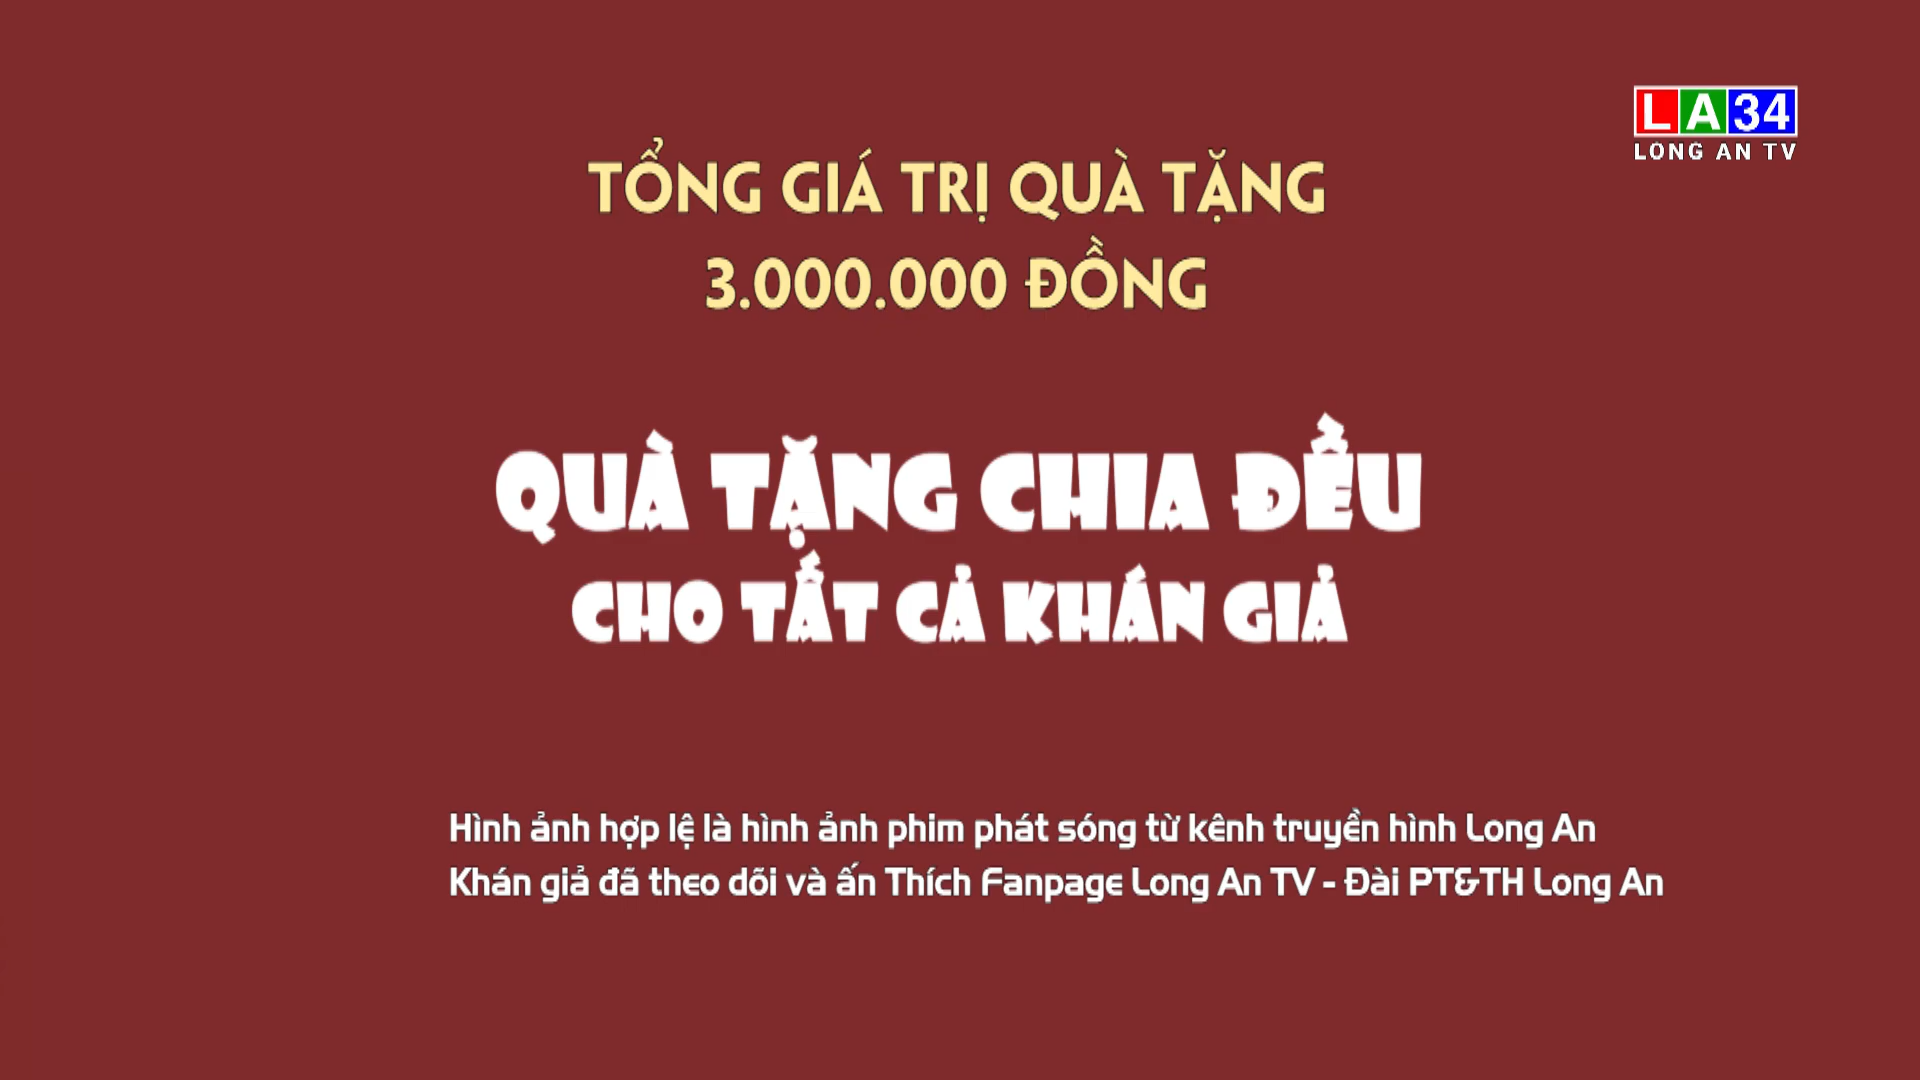 LA34
LONG AN TV
TỔNG GIÁ TRỊ QUÀ TẶNG
3.000.000 ĐỒNG
QUÀ TẶNG CHIA ĐỀU
CHO TẤT CẢ KHÁN GIẢ
Hình ảnh hợp lệ là hình ảnh phim phát sóng từ kênh truyền hình Long An
Khán giả đã theo dõi và ấn Thích Fanpage Long An TV - Đài PT&TH Long An